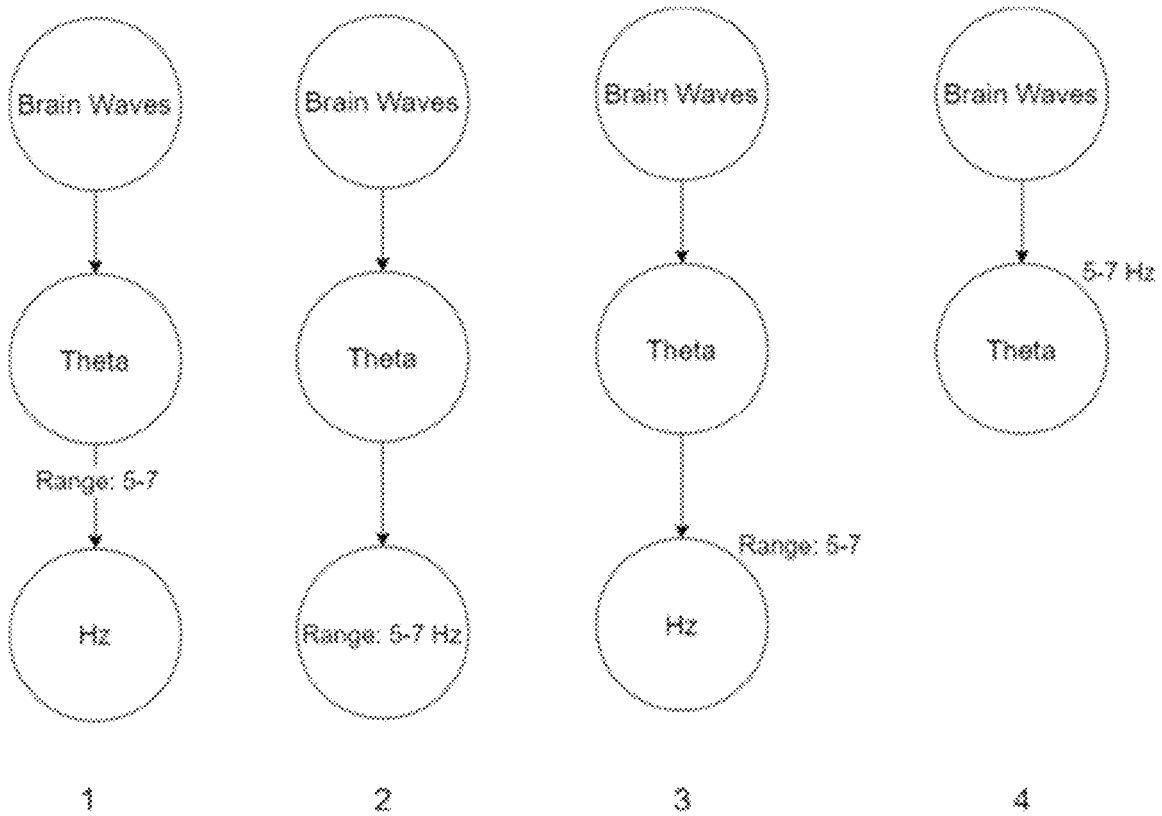 Brain Waves
Theta
Range: 5-7
Hz
1
Brain Waves
Theta
Range: 5-7 Hz
2
Brain Waves
Theta
Range: 5-7
Hz
3
Brain Waves
5-7 Hz
Theta
4